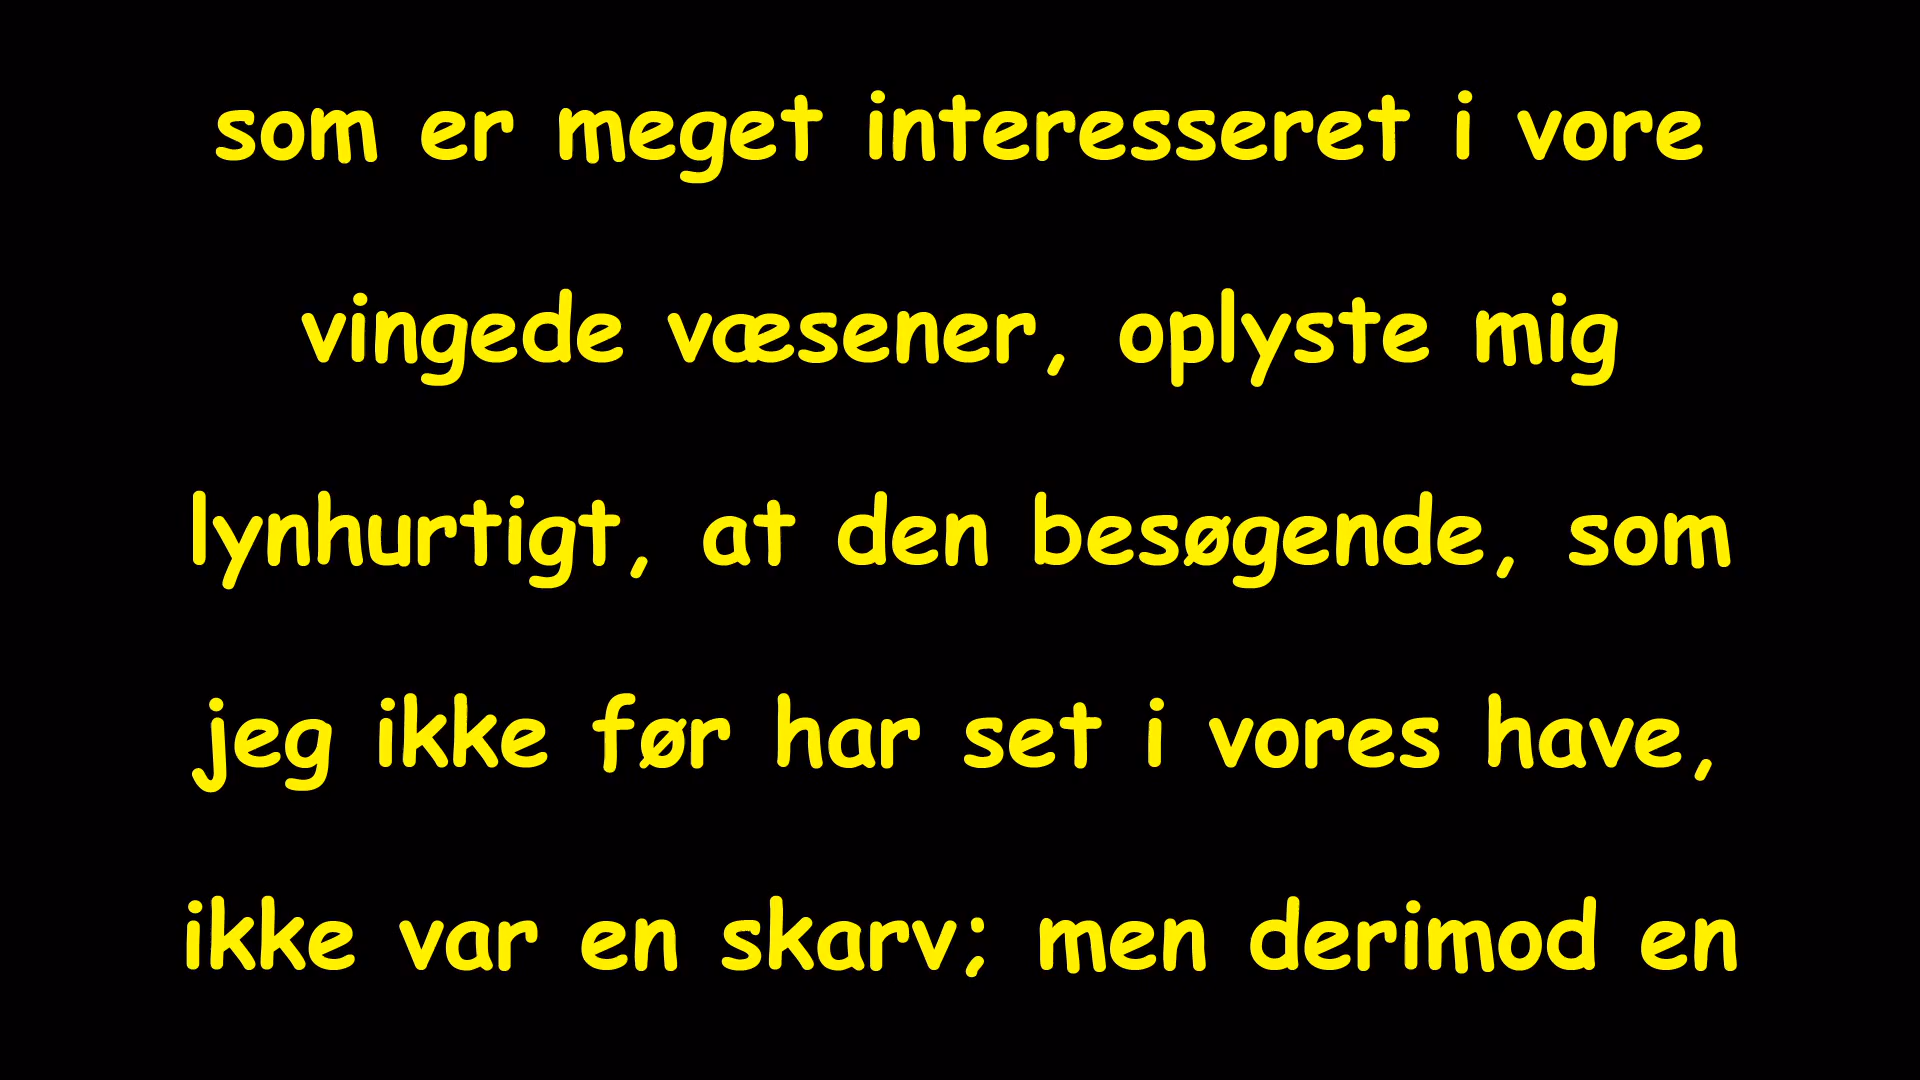 som er meget interesseret i vore
vingede væsener, oplyste mig
lynhurtigt, at den besøgende, som
jeg ikke før har set i vores have,
ikke var en skarv; men derimod en